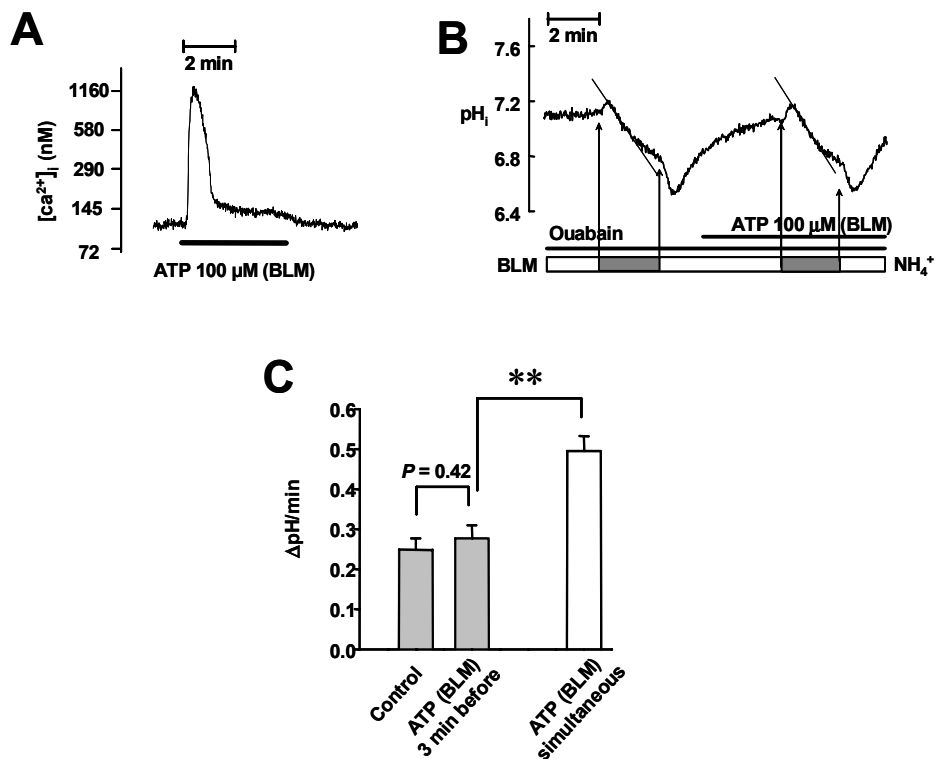 A
2 min
[ca²⁺]ᵢ (nM)
1160
580
290
145
72
ATP 100 µM (BLM)
B
2 min
pHᵢ
7.6
7.2
6.8
6.4
Ouabain
ATP 100 µM (BLM)
BLM
NH₄⁺
C
**
P = 0.42
ΔpH/min
0.6
0.5
0.4
0.3
0.2
0.1
0.0
Control
ATP (BLM)
3 min before
ATP (BLM)
simultaneous